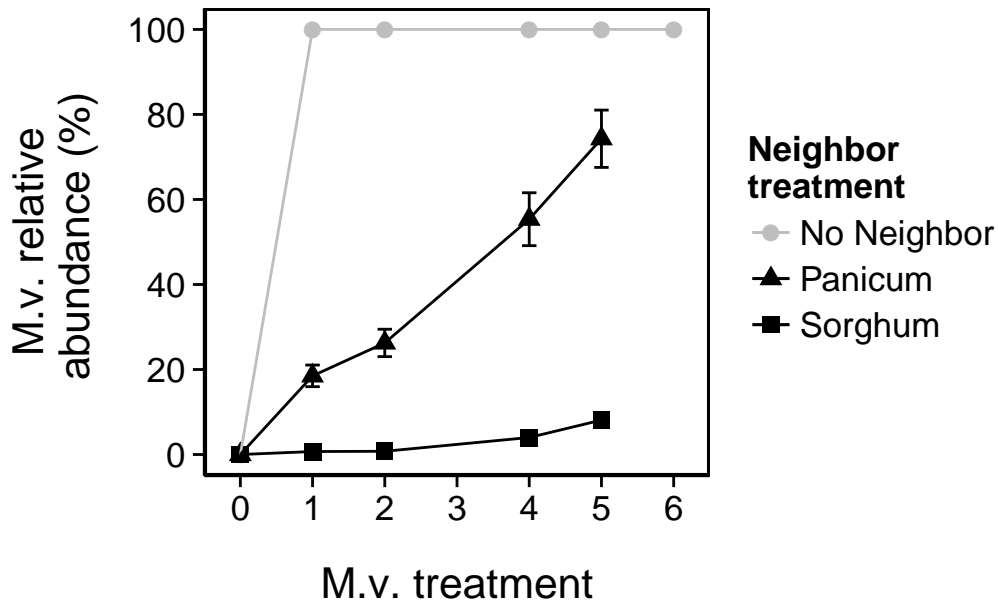 M.v. relative
abundance (%)
100
80
60
40
20
0
0 1 2 3 4 5 6
M.v. treatment
Neighbor
treatment
No Neighbor
Panicum
Sorghum